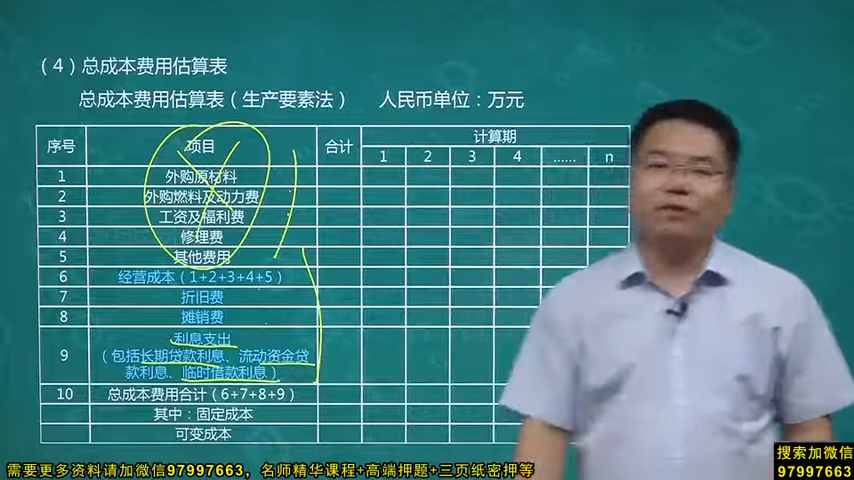 （4）总成本费用估算表
总成本费用估算表（生产要素法） 人民币单位：万元
序号 项目 合计 计算期
1 2 3 4 …… n
1 外购原材料
2 外购燃料及动力费
3 工资及福利费
4 修理费
5 其他费用
6 经营成本（1+2+3+4+5）
7 折旧费
8 摊销费
9 利息支出
（包括长期贷款利息、流动资金贷
款利息、临时借款利息）
10 总成本费用合计（6+7+8+9）
其中：固定成本
可变成本
需要更多资料请加微信97997663，名师精华课程+高端押题+三页纸密押等
搜索加微信
97997663